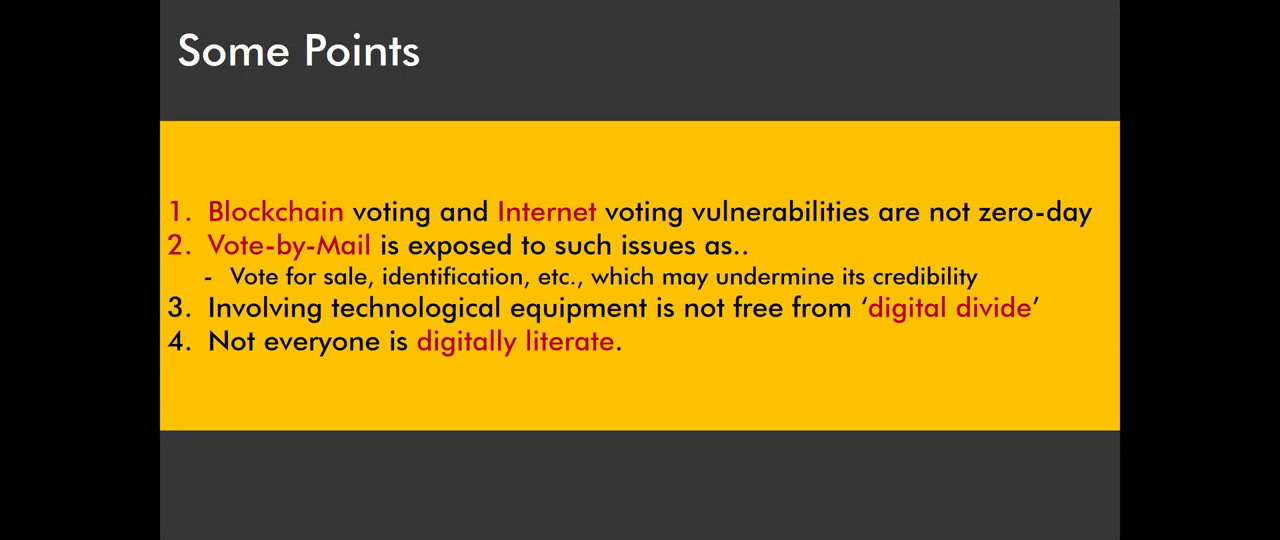 Some Points
1. Blockchain voting and Internet voting vulnerabilities are not zero-day
2. Vote-by-Mail is exposed to such issues as..
- Vote for sale, identification, etc., which may undermine its credibility
3. Involving technological equipment is not free from ‘digital divide’
4. Not everyone is digitally literate.